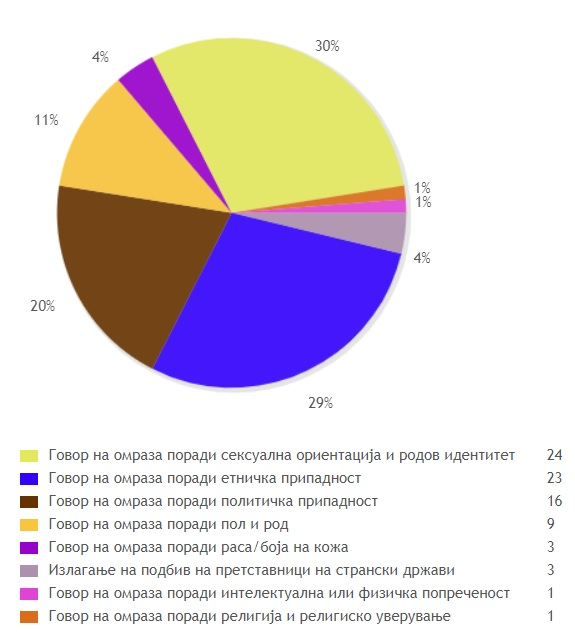 30%
4%
11%
1%
1%
4%
20%
29%
Говор на омраза поради сексуална ориентација и родов идентитет 24
Говор на омраза поради етничка припадност 23
Говор на омраза поради политичка припадност 16
Говор на омраза поради пол и род 9
Говор на омраза поради раса/боја на кожа 3
Излагање на подбив на претставници на странски држави 3
Говор на омраза поради интелектуална или физичка попреченост 1
Говор на омраза поради религија и религиско уверување 1